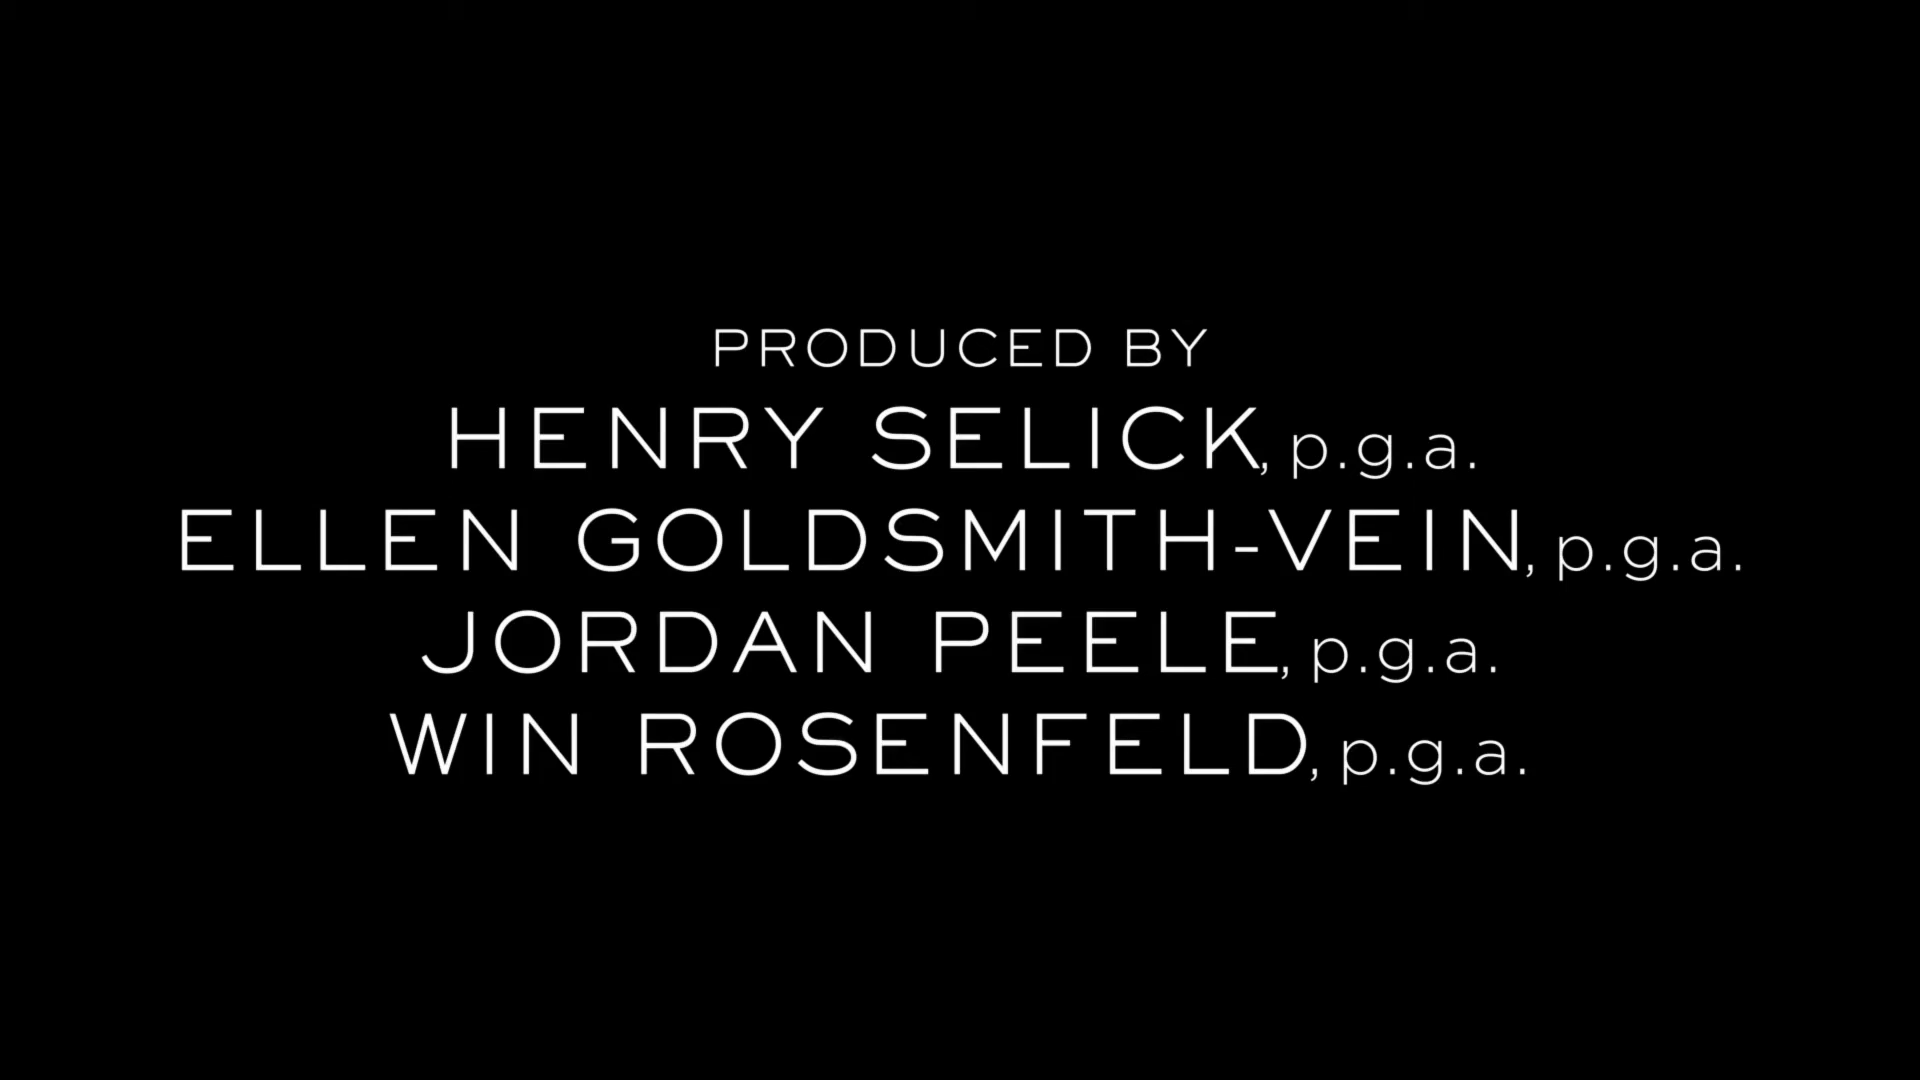 PRODUCED BY
HENRY SELICK, p.g.a.
ELLEN GOLDSMITH-VEIN, p.g.a.
JORDAN PEELE, p.g.a.
WIN ROSENFELD, p.g.a.